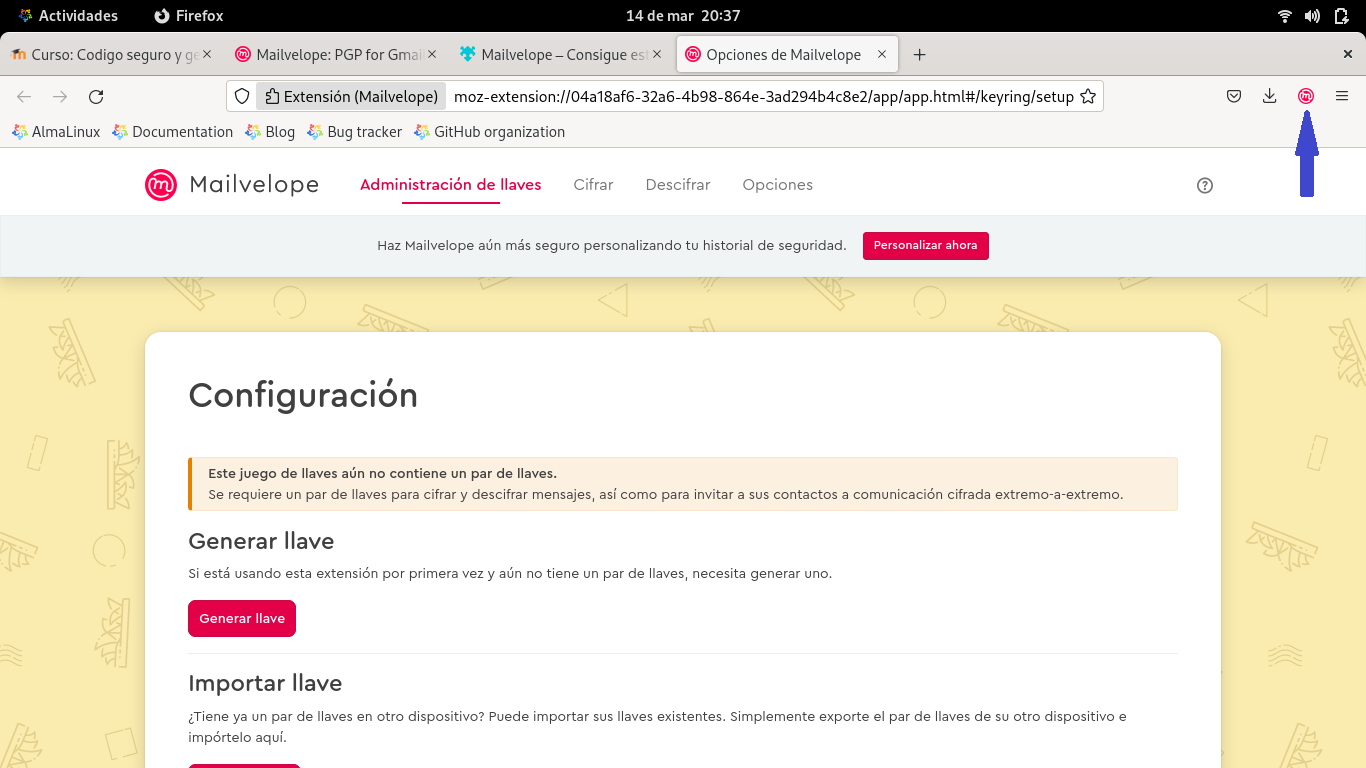 Actividades Firefox 14 de mar 20:37
Curso: Codigo seguro y ge Mailvelope: PGP for Gmai Mailvelope – Consigue es Opciones de Mailvelope
Extensión (Mailvelope) moz-extension://04a18af6-32a6-4b98-864e-3ad294b4c8e2/app/app.html#/keyring/setup
AlmaLinux Documentation Blog Bug tracker GitHub organization
Mailvelope Administración de llaves Cifrar Descifrar Opciones
Haz Mailvelope aún más seguro personalizando tu historial de seguridad. Personalizar ahora
Configuración
Este juego de llaves aún no contiene un par de llaves.
Se requiere un par de llaves para cifrar y descifrar mensajes, así como para invitar a sus contactos a comunicación cifrada extremo-a-extremo.
Generar llave
Si está usando esta extensión por primera vez y aún no tiene un par de llaves, necesita generar uno.
Generar llave
Importar llave
¿Tiene ya un par de llaves en otro dispositivo? Puede importar sus llaves existentes. Simplemente exporte el par de llaves de su otro dispositivo e
impórtelo aquí.